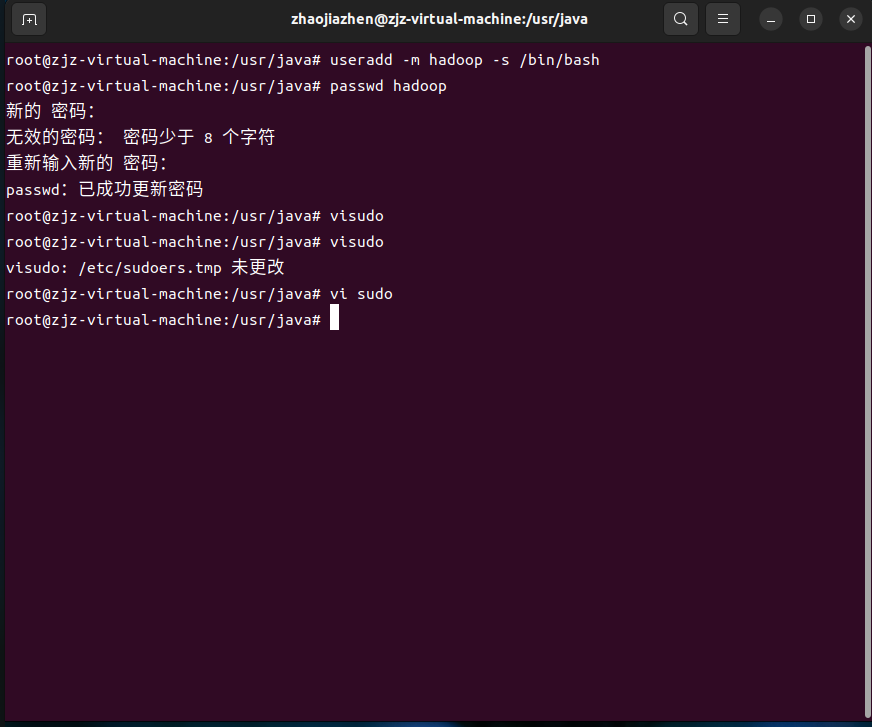 zhaojiazhen@zjz-virtual-machine:/usr/java
root@zjz-virtual-machine:/usr/java# useradd -m hadoop -s /bin/bash
root@zjz-virtual-machine:/usr/java# passwd hadoop
新的 密码：
无效的密码： 密码少于 8 个字符
重新输入新的 密码：
passwd：已成功更新密码
root@zjz-virtual-machine:/usr/java# visudo
root@zjz-virtual-machine:/usr/java# visudo
visudo: /etc/sudoers.tmp 未更改
root@zjz-virtual-machine:/usr/java# vi sudo
root@zjz-virtual-machine:/usr/java#